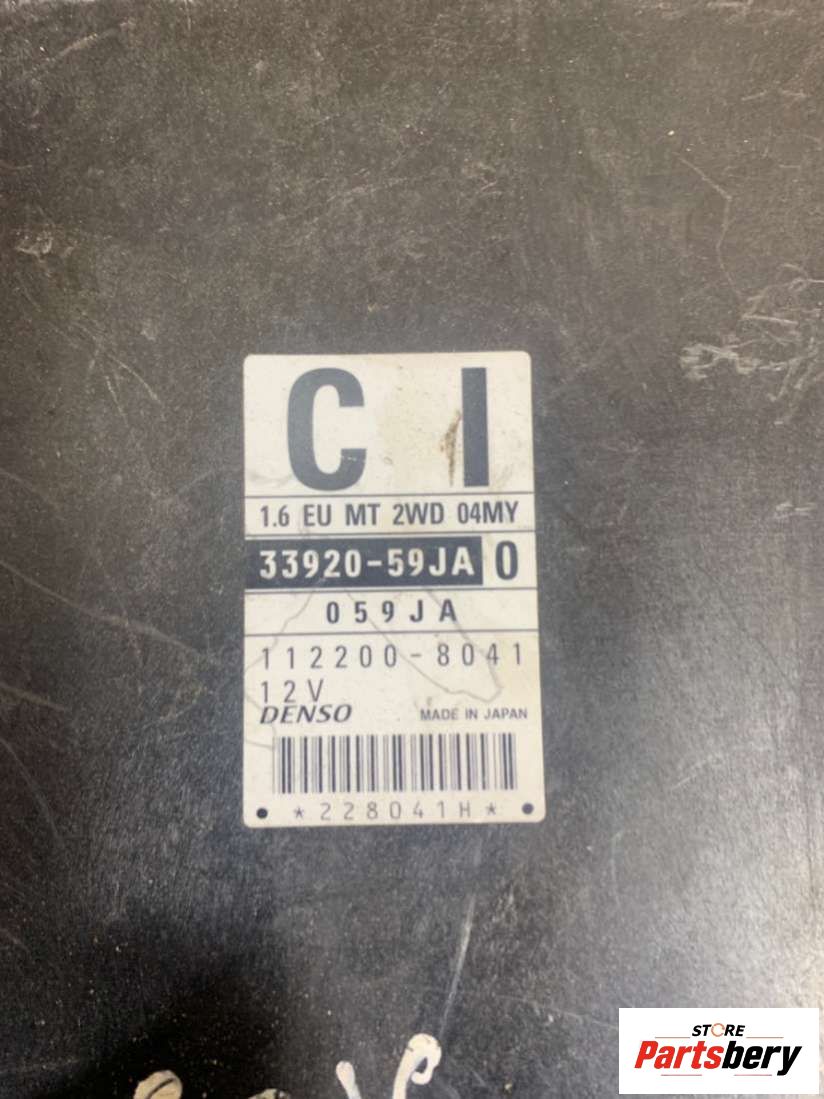 C I
1.6 EU MT 2WD 04MY
33920-59JA 0
059JA
112200-8041
12V
DENSO MADE IN JAPAN
*228041H*
STORE
Partsbery